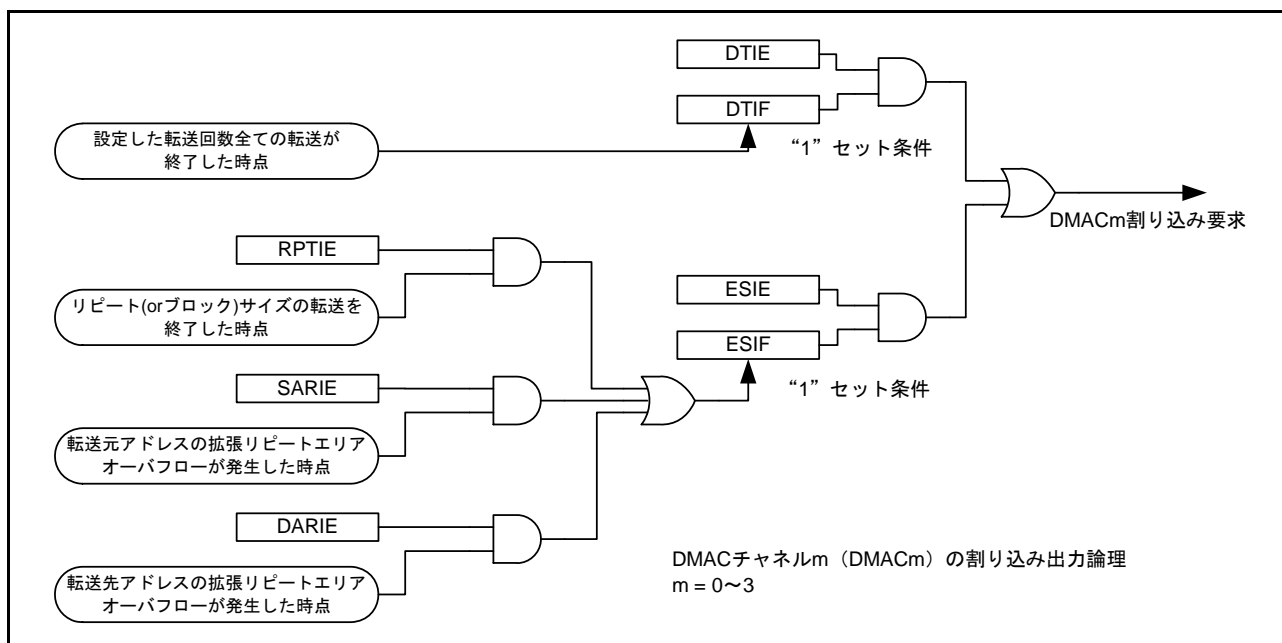 DTIE
DTIF
設定した転送回数全ての転送が
終了した時点
“1”セット条件
DMACm割り込み要求
RPTIE
リピート(orブロック)サイズの転送を
終了した時点
ESIE
ESIF
“1”セット条件
SARIE
転送元アドレスの拡張リピートエリア
オーバフローが発生した時点
DARIE
転送先アドレスの拡張リピートエリア
オーバフローが発生した時点
DMACチャネルm（DMACm）の割り込み出力論理
m = 0～3